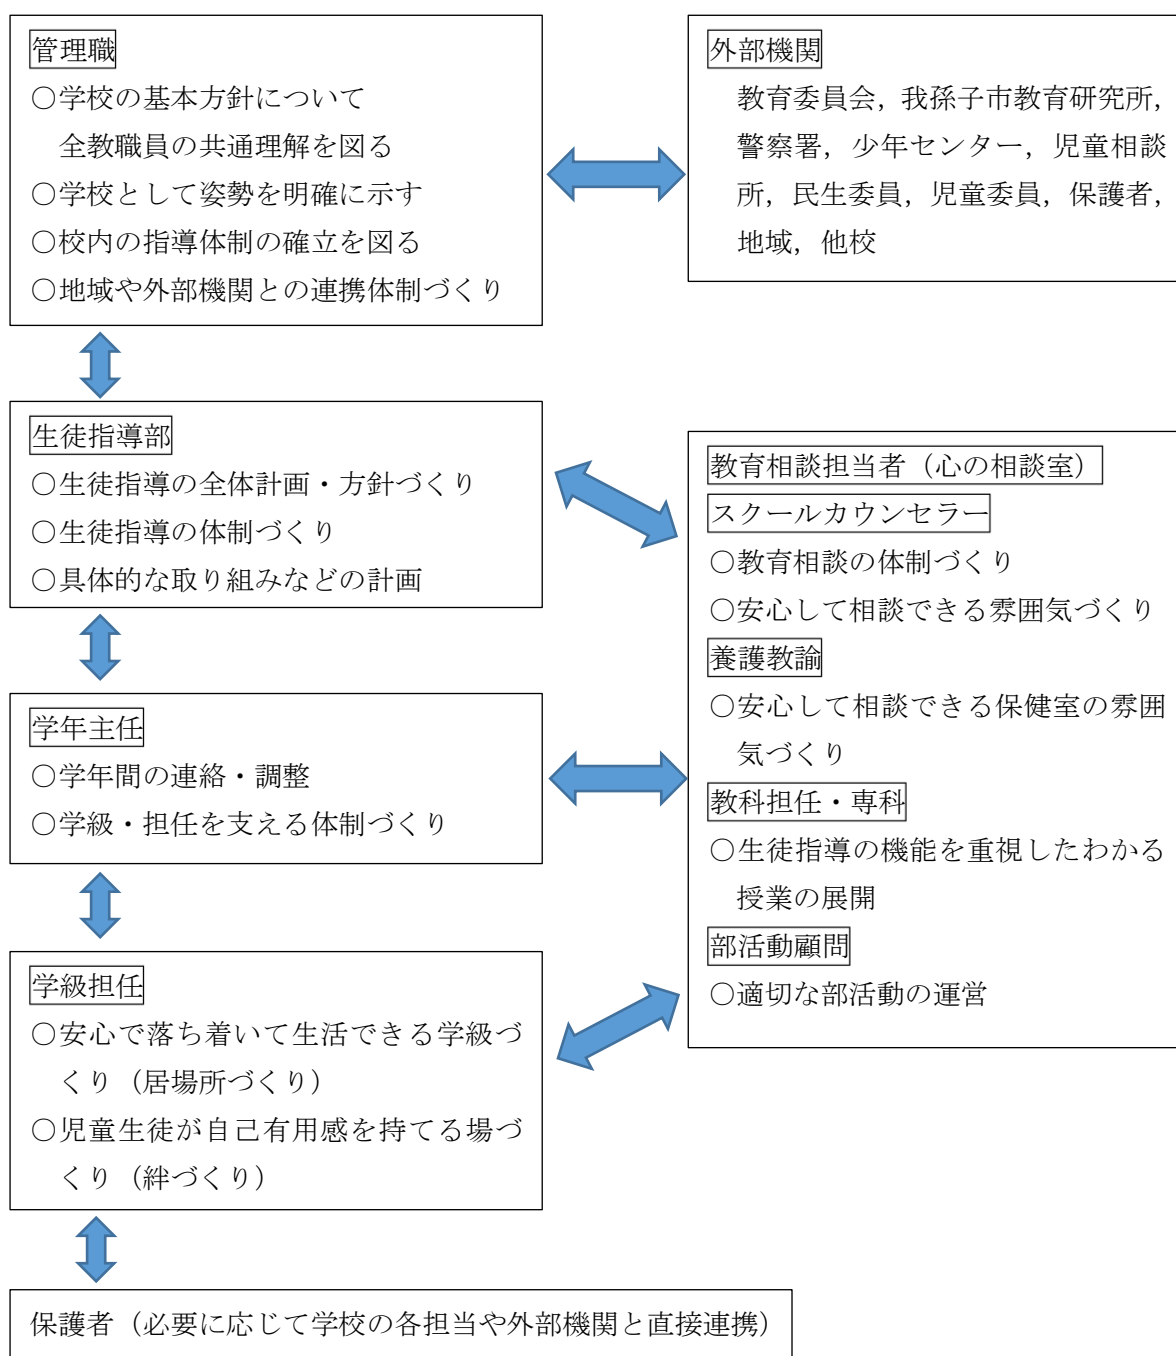 管理職
○学校の基本方針について
全教職員の共通理解を図る
○学校として姿勢を明確に示す
○校内の指導体制の確立を図る
○地域や外部機関との連携体制づくり
外部機関
教育委員会，我孫子市教育研究所，
警察署，少年センター，児童相談
所，民生委員，児童委員，保護者，
地域，他校
生徒指導部
○生徒指導の全体計画・方針づくり
○生徒指導の体制づくり
○具体的な取り組みなどの計画
教育相談担当者（心の相談室）
スクールカウンセラー
○教育相談の体制づくり
○安心して相談できる雰囲気づくり
養護教諭
○安心して相談できる保健室の雰囲
気づくり
教科担任・専科
○生徒指導の機能を重視したわかる
授業の展開
部活動顧問
○適切な部活動の運営
学年主任
○学年間の連絡・調整
○学級・担任を支える体制づくり
学級担任
○安心で落ち着いて生活できる学級づ
くり（居場所づくり）
○児童生徒が自己有用感を持てる場づ
くり（絆づくり）
保護者（必要に応じて学校の各担当や外部機関と直接連携）